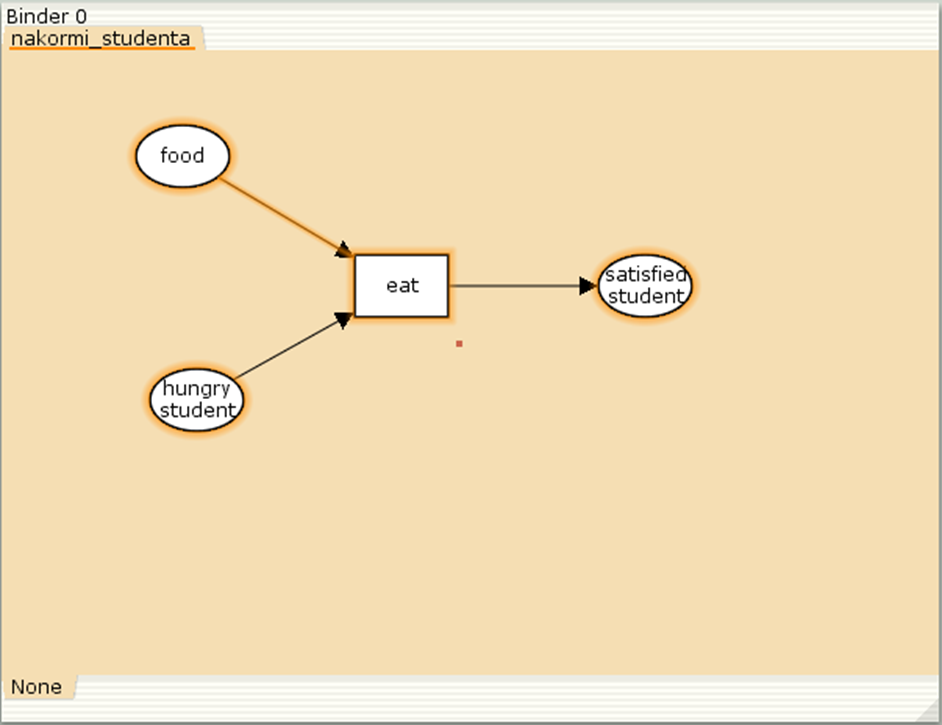 Binder 0
nakormi_studenta
food
eat
satisfied
student
hungry
student
None